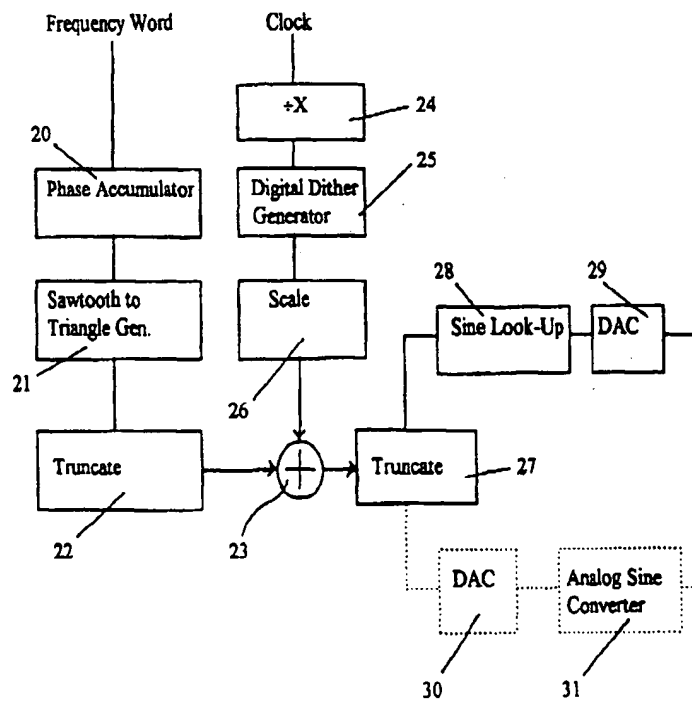 Frequency Word
Clock
÷X
24
20
Phase Accumulator
Digital Dither
Generator
25
Sawtooth to
Triangle Gen.
21
Scale
26
28
Sine Look-Up
29
DAC
Truncate
22
23
Truncate
27
DAC
30
Analog Sine
Converter
31